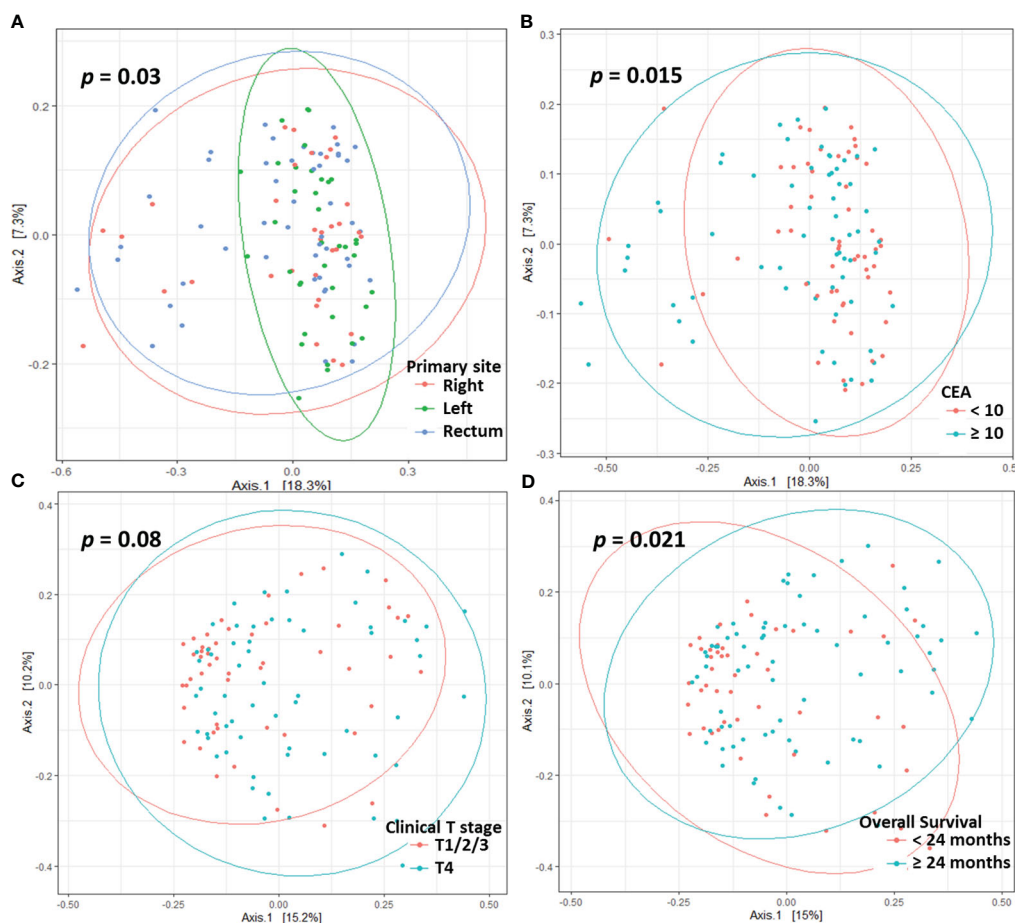 A
p = 0.03
Axis.2 [7.3%]
0.2
0.0
-0.2
Primary site
Right
Left
Rectum
-0.6
-0.3
0.0
0.3
Axis.1 [18.3%]
B
p = 0.015
Axis.2 [7.3%]
0.3
0.2
0.1
0.0
-0.1
-0.2
-0.3
CEA
< 10
≥ 10
-0.50
-0.25
0.00
0.25
0.50
Axis.1 [18.3%]
C
p = 0.08
Axis.2 [10.2%]
0.4
0.2
0.0
-0.2
-0.4
Clinical T stage
T1/2/3
T4
-0.50
-0.25
0.00
0.25
0.50
Axis.1 [15.2%]
D
p = 0.021
Axis.2 [10.1%]
0.4
0.2
0.0
-0.2
-0.4
Overall Survival
< 24 months
≥ 24 months
-0.50
-0.25
0.00
0.25
0.50
Axis.1 [15%]